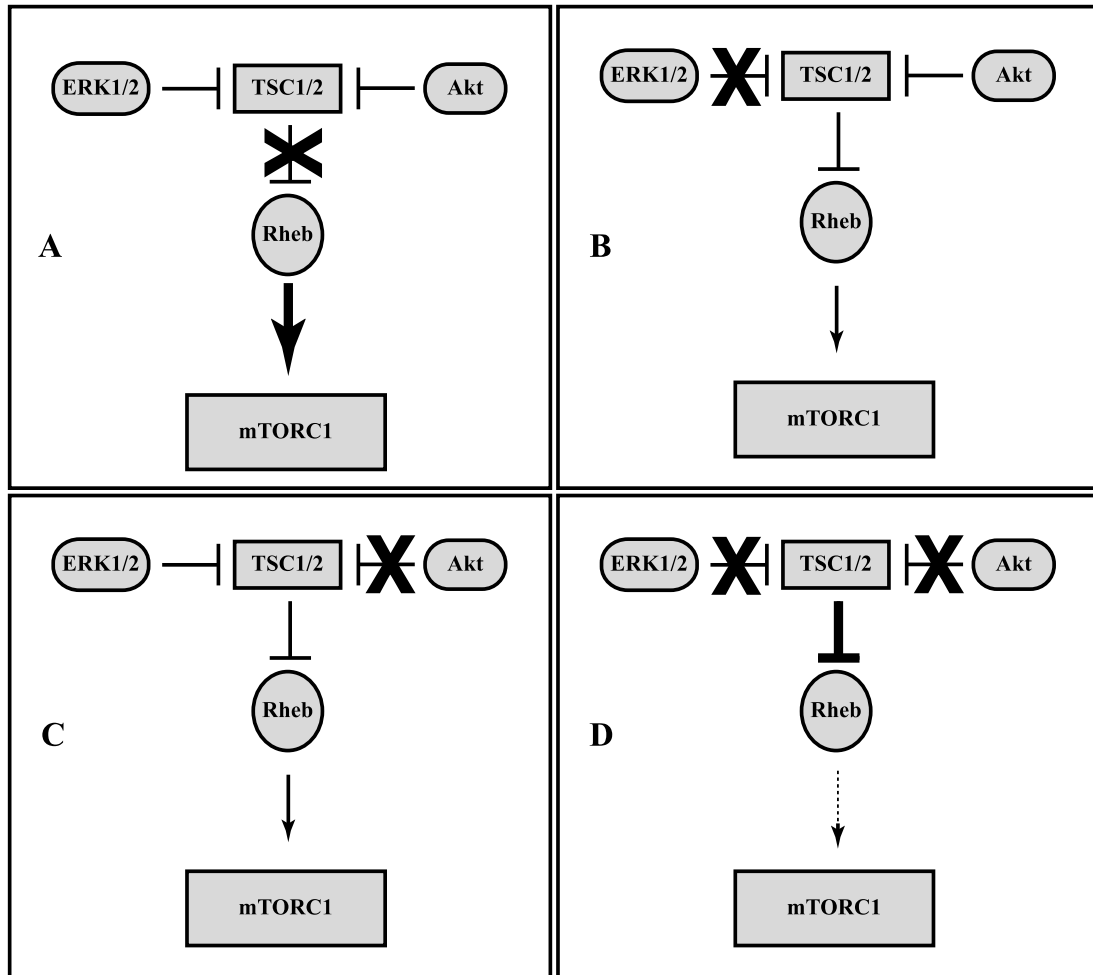 ERK1/2 TSC1/2 Akt
Rheb
A
mTORC1
ERK1/2 TSC1/2 Akt
Rheb
B
mTORC1
ERK1/2 TSC1/2 Akt
Rheb
C
mTORC1
ERK1/2 TSC1/2 Akt
Rheb
D
mTORC1